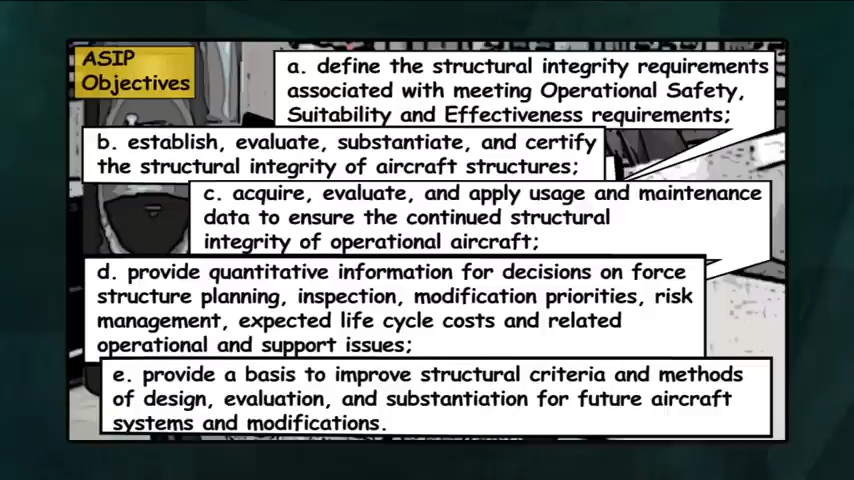 ASIP
Objectives
a. define the structural integrity requirements
associated with meeting Operational Safety,
Suitability and Effectiveness requirements;
b. establish, evaluate, substantiate, and certify
the structural integrity of aircraft structures;
c. acquire, evaluate, and apply usage and maintenance
data to ensure the continued structural
integrity of operational aircraft;
d. provide quantitative information for decisions on force
structure planning, inspection, modification priorities, risk
management, expected life cycle costs and related
operational and support issues;
e. provide a basis to improve structural criteria and methods
of design, evaluation, and substantiation for future aircraft
systems and modifications.